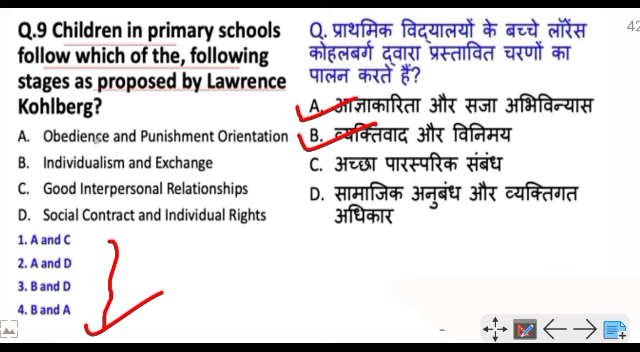 Q.9 Children in primary schools
follow which of the, following
stages as proposed by Lawrence
Kohlberg?
A. Obedience and Punishment Orientation
B. Individualism and Exchange
C. Good Interpersonal Relationships
D. Social Contract and Individual Rights
1. A and C
2. A and D
3. B and D
4. B and A
Q. प्राथमिक विद्यालयों के बच्चे लॉरेंस
कोहलबर्ग द्वारा प्रस्तावित चरणों का
पालन करते हैं?
A. आज्ञाकारिता और सजा अभिविन्यास
B. व्यक्तिवाद और विनिमय
C. अच्छा पारस्परिक संबंध
D. सामाजिक अनुबंध और व्यक्तिगत
अधिकार
42